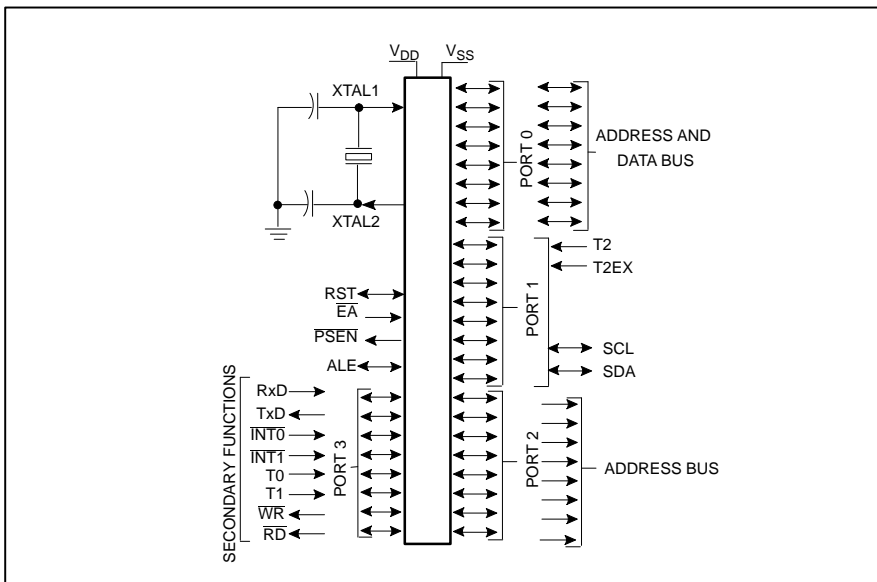 VDD VSS
XTAL1
XTAL2
RST
EA
PSEN
ALE
SECONDARY FUNCTIONS
RxD
TxD
INT0
INT1
T0
T1
WR
RD
PORT 3
PORT 0
ADDRESS AND
DATA BUS
PORT 1
T2
T2EX
SCL
SDA
PORT 2
ADDRESS BUS